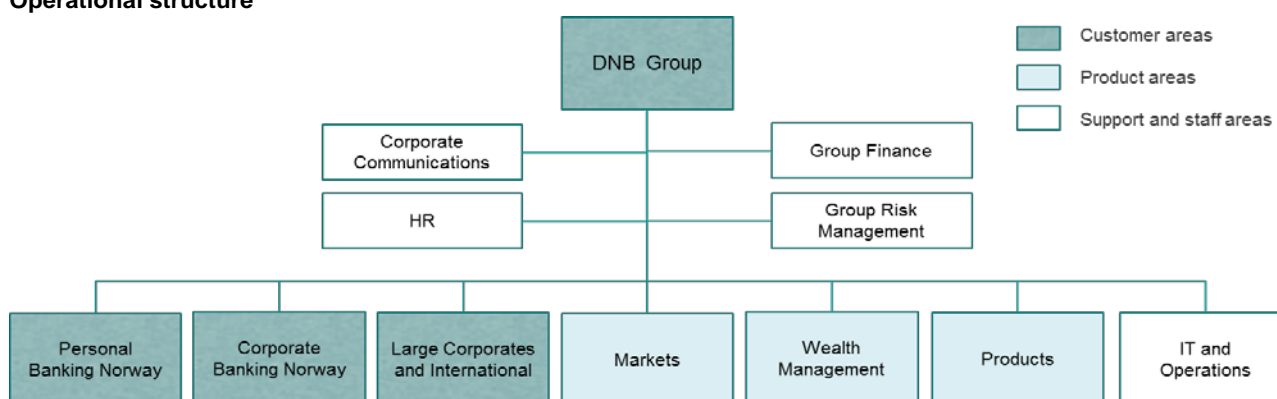 Operational structure
DNB Group
Customer areas
Product areas
Support and staff areas
Corporate
Communications
Group Finance
HR
Group Risk
Management
Personal
Banking Norway
Corporate
Banking Norway
Large Corporates
and International
Markets
Wealth
Management
Products
IT and
Operations